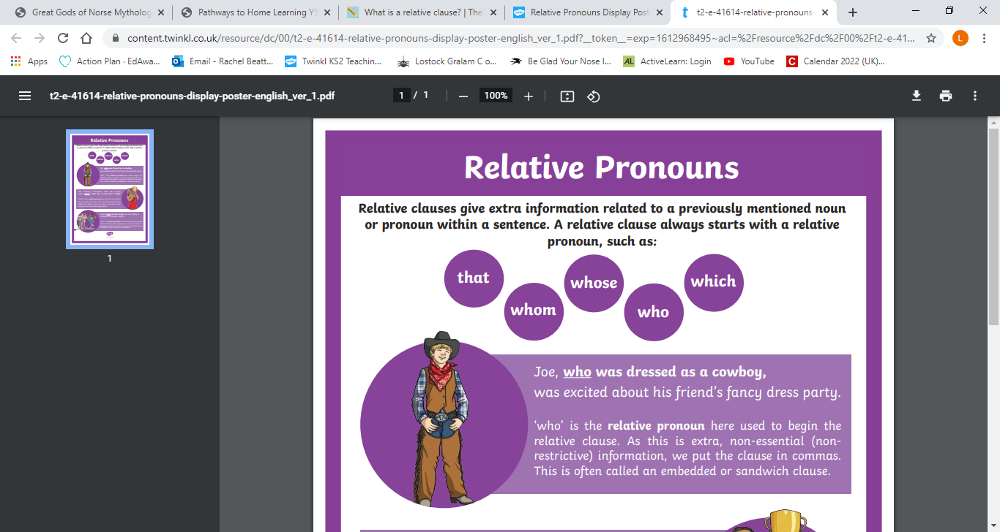 Great Gods of Norse Mytholog
Pathways to Home Learning Y5
What is a relative clause? | The
Relative Pronouns Display Post
t2-e-41614-relative-pronouns-
content.twinkl.co.uk/resource/dc/00/t2-e-41614-relative-pronouns-display-poster-english_ver_1.pdf?__token__=exp=1612968495~acl=%2Fresource%2Fdc%2F00%2Ft2-e-41...
L
Apps
Action Plan · EdAwa...
Email - Rachel Beatt...
Twinkl KS2 Teachin...
Lostock Gralam C o...
Be Glad Your Nose I...
AL
ActiveLearn: Login
YouTube
C
Calendar 2022 (UK)...
t2-e-41614-relative-pronouns-display-poster-english_ver_1.pdf
1 / 1
100%
Relative Pronouns
1
Relative Pronouns
Relative clauses give extra information related to a previously mentioned noun
or pronoun within a sentence. A relative clause always starts with a relative
pronoun, such as:
that
whom
whose
who
which
Joe, who was dressed as a cowboy,
was excited about his friend's fancy dress party.
‘who’ is the relative pronoun here used to begin the
relative clause. As this is extra, non-essential (non-
restrictive) information, we put the clause in commas.
This is often called an embedded or sandwich clause.